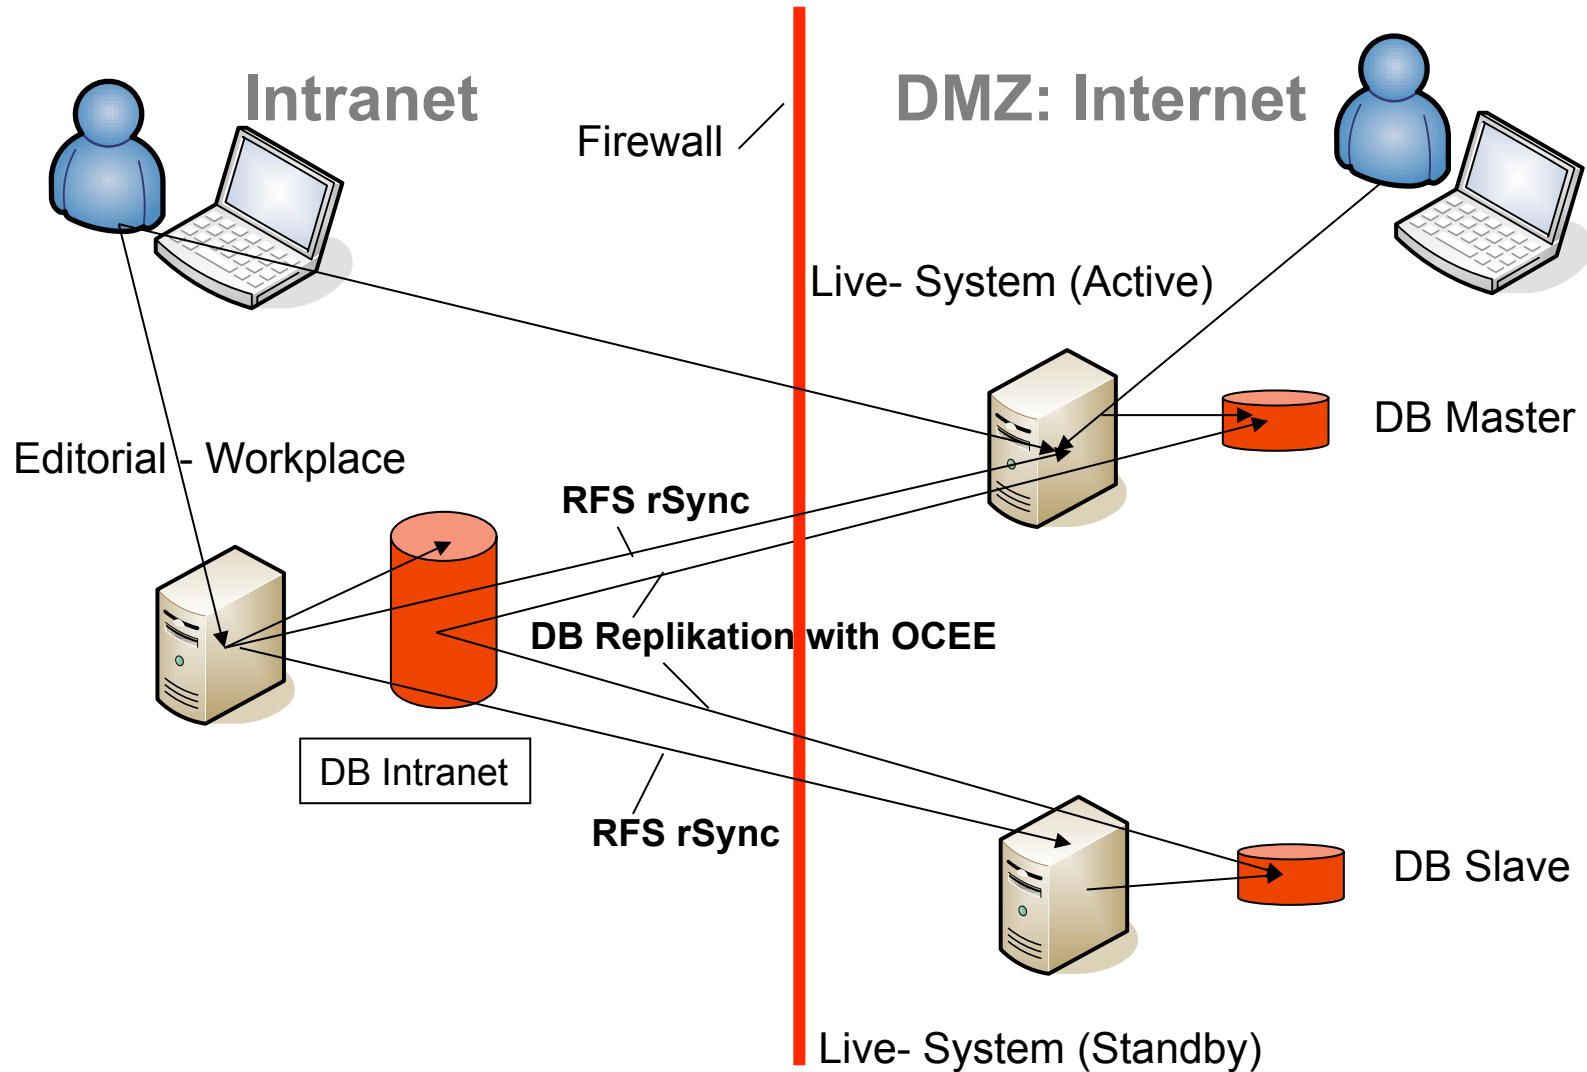 Intranet
DMZ: Internet
Firewall
Live- System (Active)
DB Master
Editorial - Workplace
RFS rSync
DB Replikation with OCEE
DB Intranet
RFS rSync
DB Slave
Live- System (Standby)